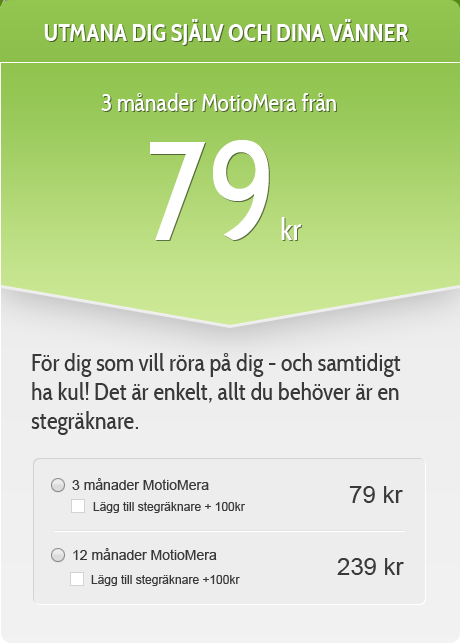 UTMANA DIG SJÄLV OCH DINA VÄNNER
3 månader MotioMera från
79 kr
För dig som vill röra på dig - och samtidigt
ha kul! Det är enkelt, allt du behöver är en
stegräknare.
3 månader MotioMera 79 kr
Lägg till stegräknare + 100kr
12 månader MotioMera 239 kr
Lägg till stegräknare +100kr